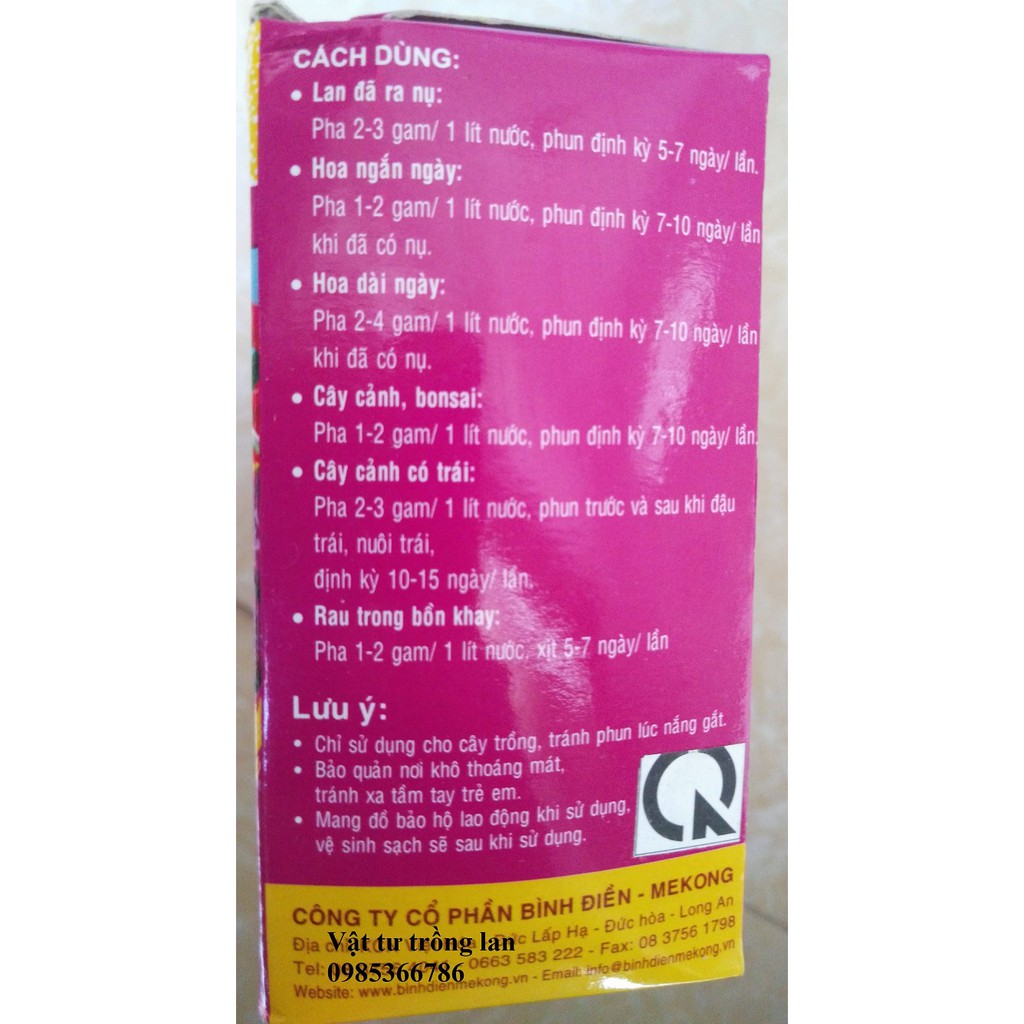 CÁCH DÙNG:
• Lan đã ra nụ:
Pha 2-3 gam/ 1 lít nước, phun định kỳ 5-7 ngày/ lần.
• Hoa ngắn ngày:
Pha 1-2 gam/ 1 lít nước, phun định kỳ 7-10 ngày/ lần
khi đã có nụ.
• Hoa dài ngày:
Pha 2-4 gam/ 1 lít nước, phun định kỳ 7-10 ngày/ lần
khi đã có nụ.
• Cây cảnh, bonsai:
Pha 1-2 gam/ 1 lít nước, phun định kỳ 7-10 ngày/ lần.
• Cây cảnh có trái:
Pha 2-3 gam/ 1 lít nước, phun trước và sau khi đậu
trái, nuôi trái,
định kỳ 10-15 ngày/ lần.
• Rau trong bồn khay:
Pha 1-2 gam/ 1 lít nước, xịt 5-7 ngày/ lần
Lưu ý:
• Chỉ sử dụng cho cây trồng, tránh phun lúc nắng gắt.
• Bảo quản nơi khô thoáng mát,
tránh xa tầm tay trẻ em.
• Mang đồ bảo hộ lao động khi sử dụng,
vệ sinh sạch sẽ sau khi sử dụng.
CÔNG TY CỔ PHẦN BÌNH ĐIỀN - MEKONG
Địa - Đức Lập Hạ - Đức hòa - Long An
Vật tư trồng lan
Tel: - 0663 583 222 - Fax: 08 3756 1798
0985366786
Website: www.binhdienmekong.vn - Email: info@binhdienmekong.vn